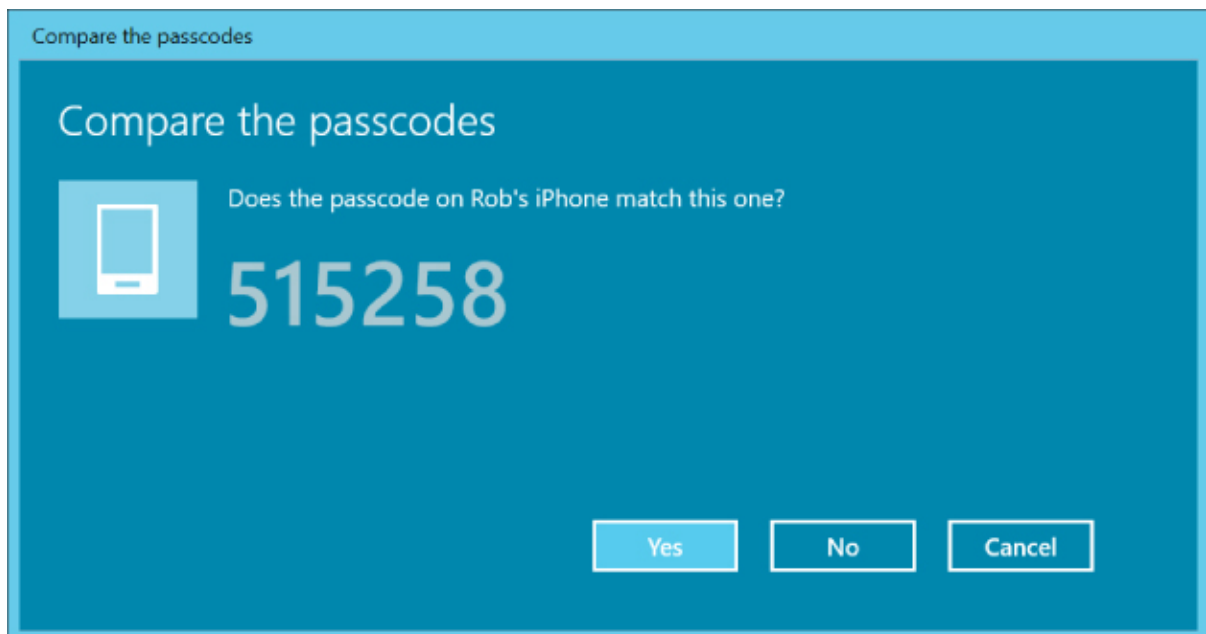 Compare the passcodes
Compare the passcodes
Does the passcode on Rob's iPhone match this one?
515258
Yes No Cancel